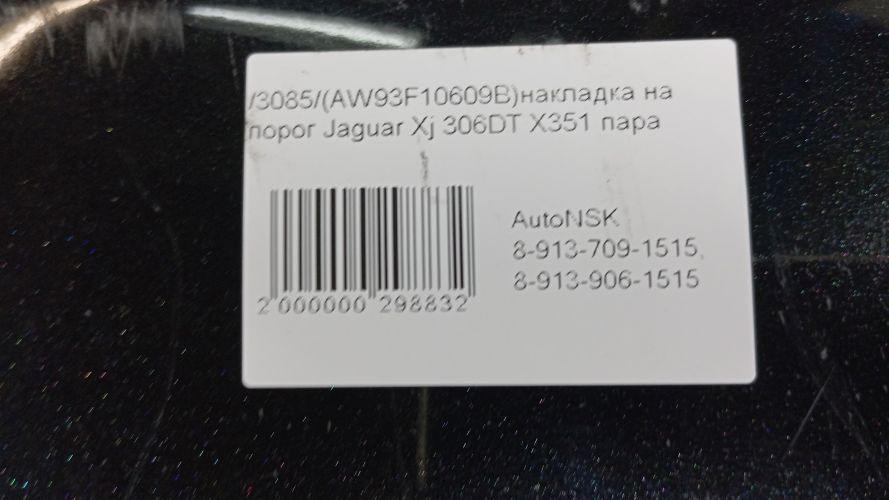 /3085/(AW93F10609B)накладка на
порог Jaguar Xj 306DT X351 пара
AutoNSK
8-913-709-1515,
8-913-906-1515
2 000000 298832